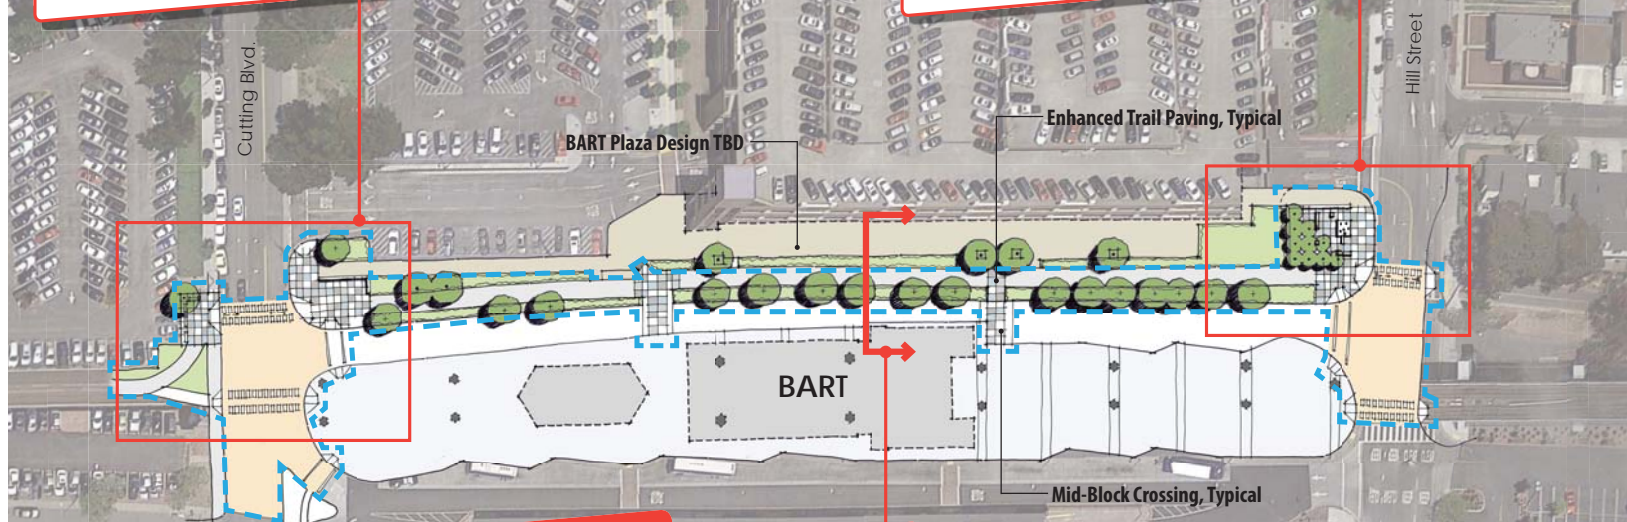 Cutting Blvd.
Hill Street
Enhanced Trail Paving, Typical
BART Plaza Design TBD
BART
Mid-Block Crossing, Typical